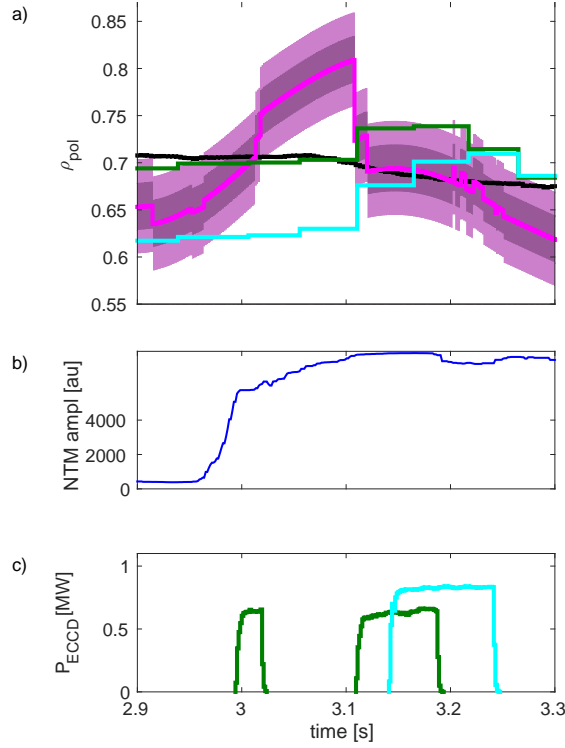 a)
0.85
0.8
0.75
0.7
0.65
0.6
0.55
ρpol
b)
4000
2000
0
NTM ampl [au]
c)
1
0.5
0
PECCD [MW]
2.9 3 3.1 3.2 3.3
time [s]